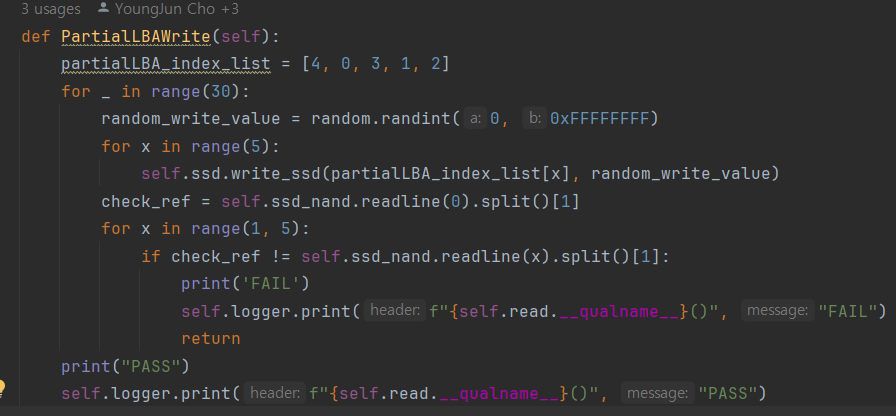 3 usages YoungJun Cho +3
def PartialLBAWrite(self):
    partialLBA_index_list = [4, 0, 3, 1, 2]
    for _ in range(30):
        random_write_value = random.randint( a: 0, b: 0xFFFFFFFF)
        for x in range(5):
            self.ssd.write_ssd(partialLBA_index_list[x], random_write_value)
        check_ref = self.ssd_nand.readline(0).split()[1]
        for x in range(1, 5):
            if check_ref != self.ssd_nand.readline(x).split()[1]:
                print('FAIL')
                self.logger.print( header: f"{self.read.__qualname__}()", message: "FAIL")
                return
    print("PASS")
    self.logger.print( header: f"{self.read.__qualname__}()", message: "PASS")